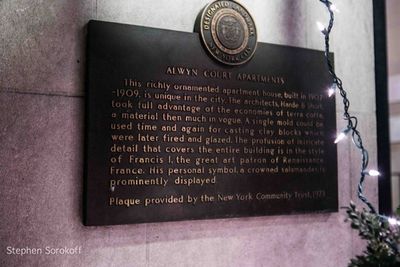 DESIGNATED LANDMARK
NEW YORK CITY
ALWYN COURT APARTMENTS
This richly ornamented apartment house, built in 1907
-1909, is unique in the city. The architects, Harde & Short,
took full advantage of the economies of terra cotta,
a material then much in vogue. A single mold could be
used time and again for casting clay blocks which
were later fired and glazed. The profusion of intricate
detail that covers the entire building is in the style
of Francis I, the great art patron of Renaissance
France. His personal symbol, a crowned salamander is
prominently displayed.
Plaque provided by the New York Community Trust, 1973
Stephen Sorokoff